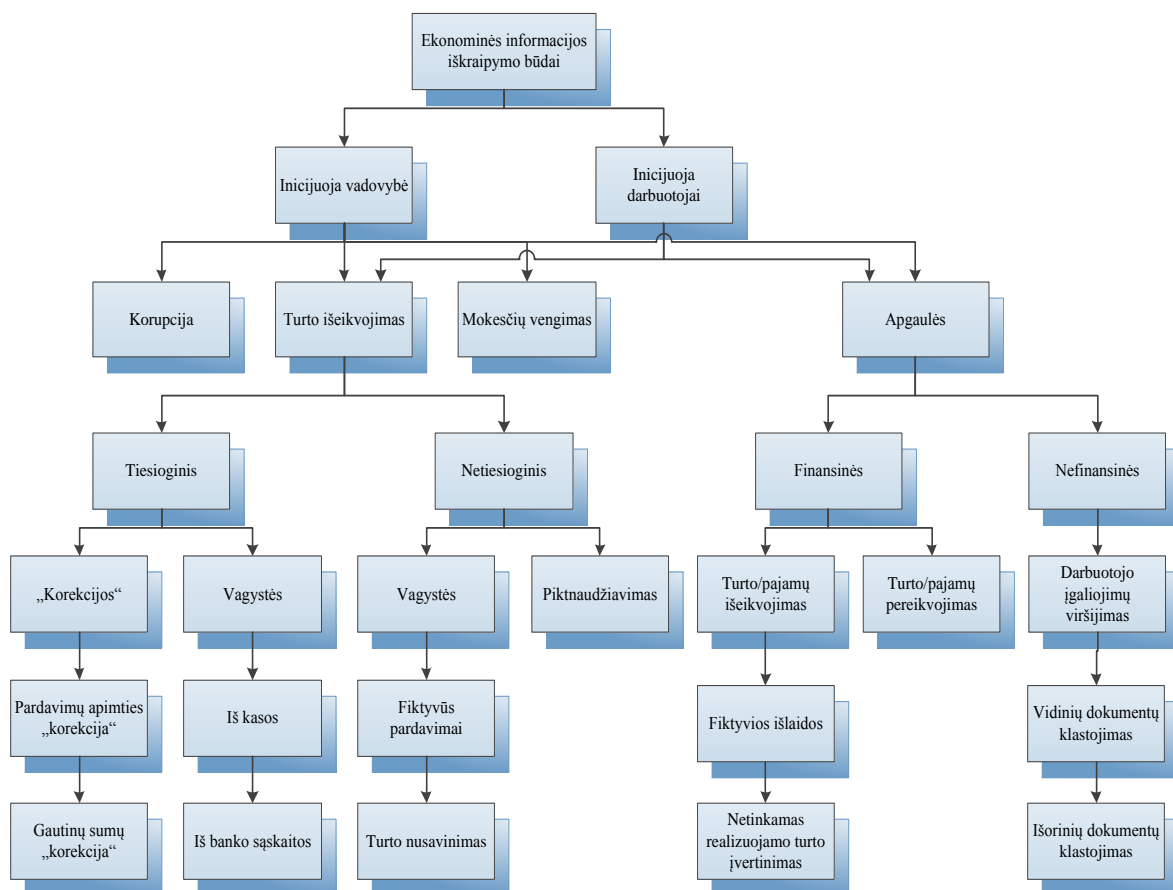 Ekonominės informacijos
iškraipymo būdai
Inicijuoja vadovybė
Inicijuoja
darbuotojai
Korupcija
Turto išeikvojimas
Mokesčių vengimas
Apgaulės
Tiesioginis
Netiesioginis
Finansinės
Nefinansinės
„Korekcijos“
Vagystės
Vagystės
Piktnaudžiavimas
Turto/pajamų
išeikvojimas
Turto/pajamų
pereikvojimas
Darbuotojo
įgaliojimų
viršijimas
Pardavimų apimties
„korekcija“
Iš kasos
Fiktyvūs
pardavimai
Fiktyvios išlaidos
Vidinių dokumentų
klastojimas
Gautinų sumų
„korekcija“
Iš banko sąskaitos
Turto nusavinimas
Netinkamas
realizuojamo turto
įvertinimas
Išorinių dokumentų
klastojimas